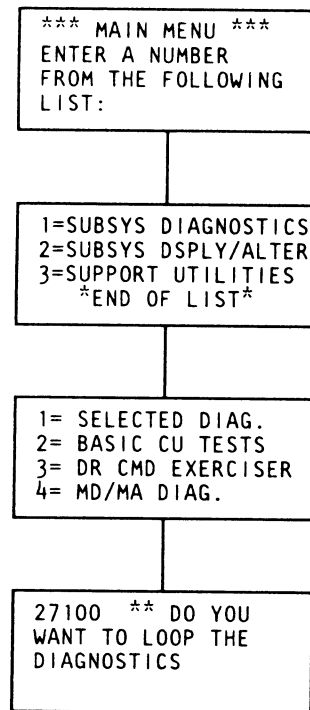 *** MAIN MENU ***
ENTER A NUMBER
FROM THE FOLLOWING
LIST:
1=SUBSYS DIAGNOSTICS
2=SUBSYS DSPLY/ALTER
3=SUPPORT UTILITIES
*END OF LIST*
1= SELECTED DIAG.
2= BASIC CU TESTS
3= DR CMD EXERCISER
4= MD/MA DIAG.
27100 ** DO YOU
WANT TO LOOP THE
DIAGNOSTICS